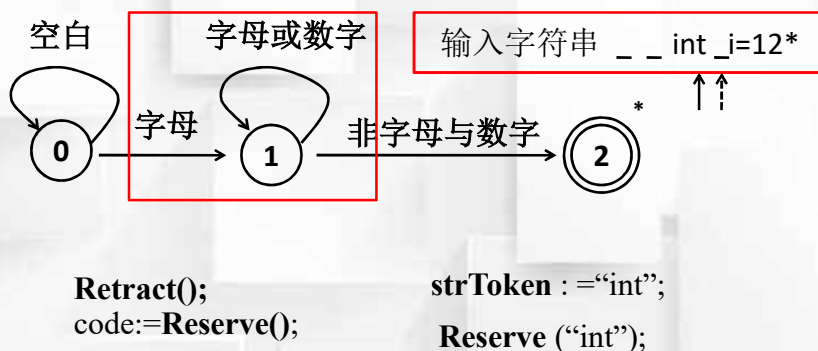 空白
字母或数字
输入字符串 _ _ int _i=12*
*
字母
非字母与数字
0
1
2
Retract();
strToken : =“int”;
code:=Reserve();
Reserve (“int”);